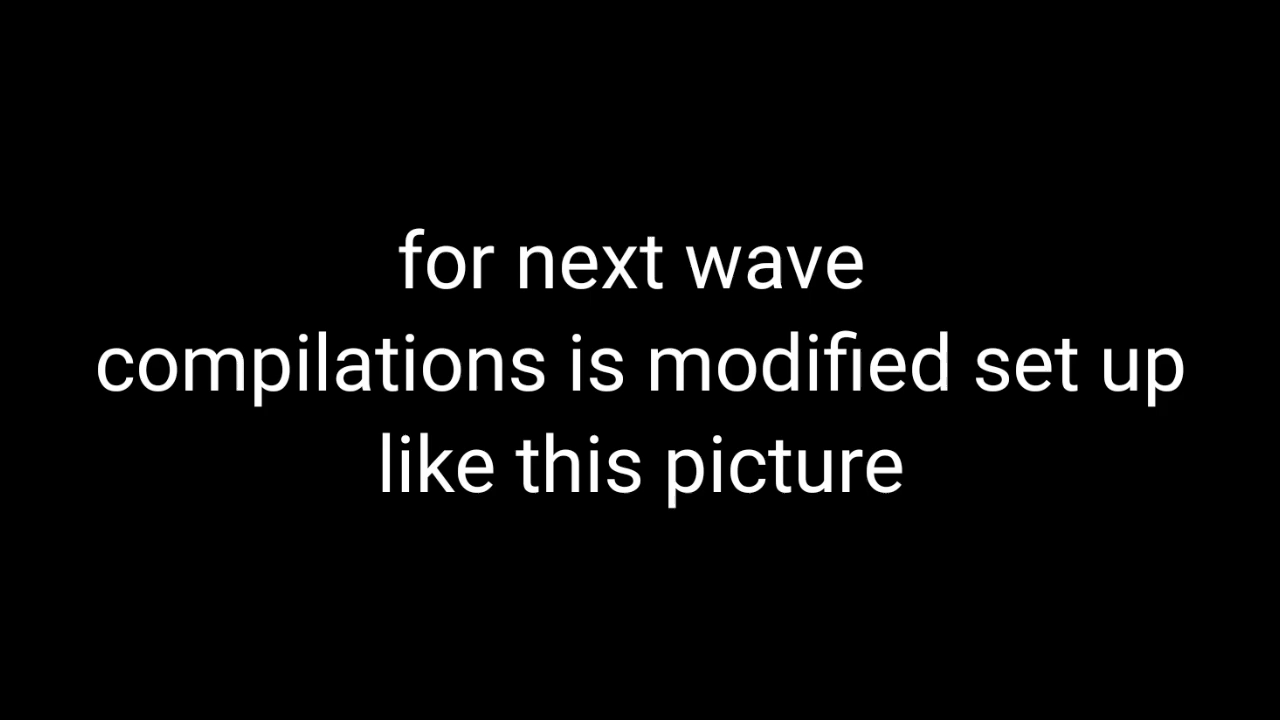 for next wave
compilations is modified set up
like this picture